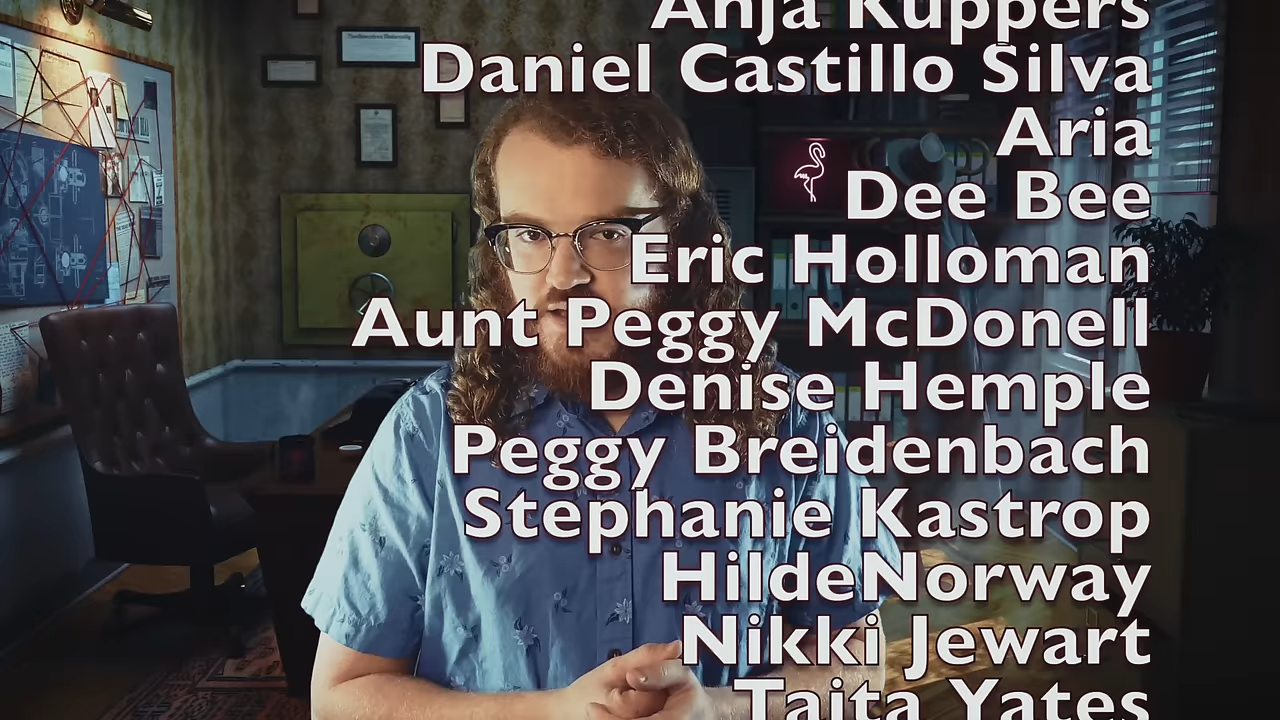 Anja Kuppers
Daniel Castillo Silva
Aria
Dee Bee
Eric Holloman
Aunt Peggy McDonell
Denise Hemple
Peggy Breidenbach
Stephanie Kastrop
HildeNorway
Nikki Jewart
Taita Yates